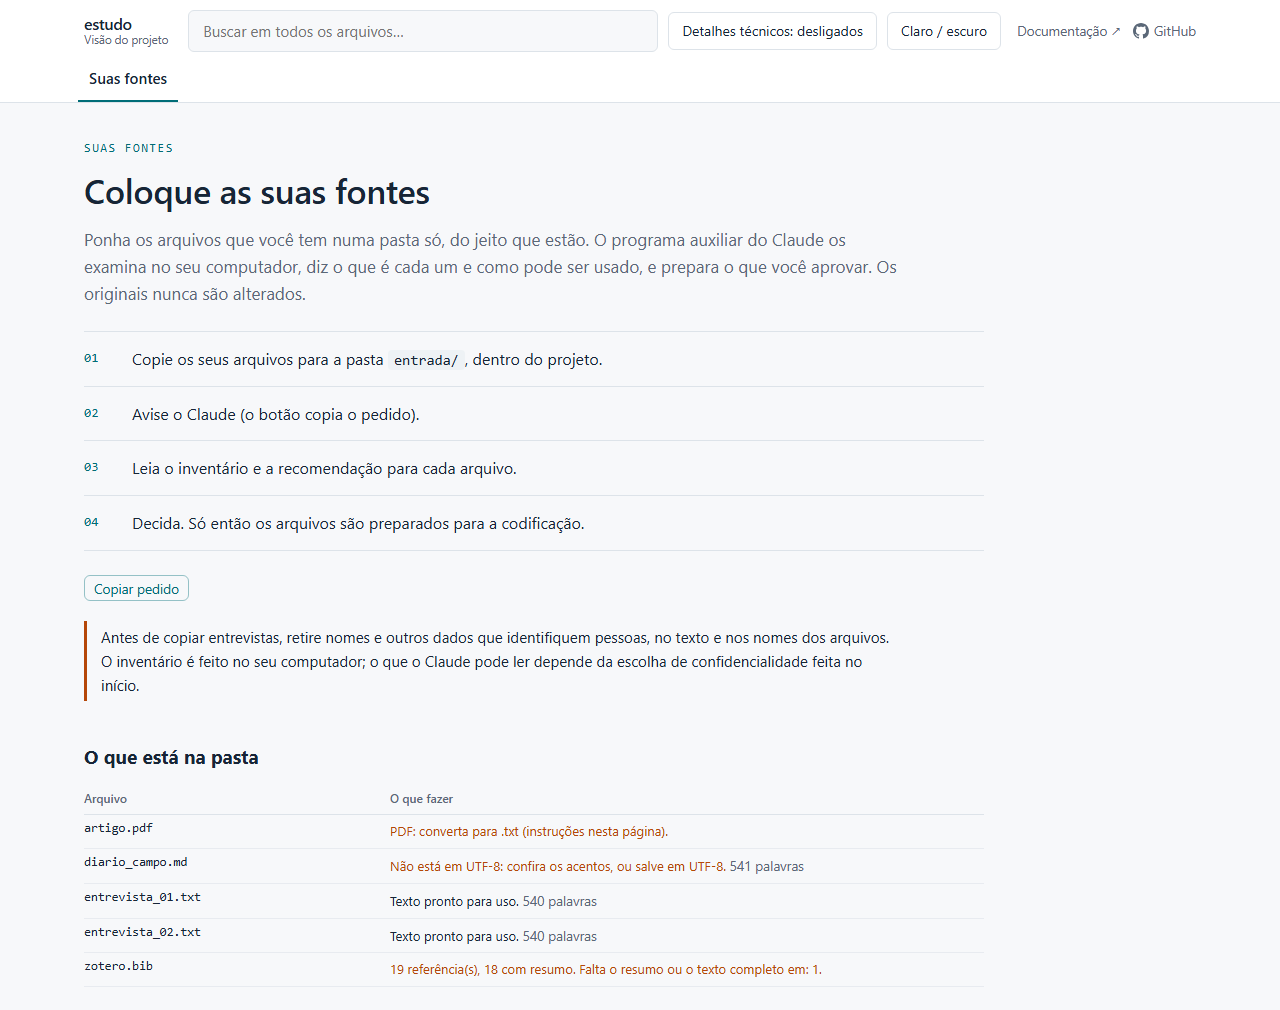 estudo
Visão do projeto
Buscar em todos os arquivos...
Detalhes técnicos: desligados
Claro / escuro
Documentação ↗
GitHub
Suas fontes
SUAS FONTES
Coloque as suas fontes
Ponha os arquivos que você tem numa pasta só, do jeito que estão. O programa auxiliar do Claude os
examina no seu computador, diz o que é cada um e como pode ser usado, e prepara o que você aprovar. Os
originais nunca são alterados.
01 Copie os seus arquivos para a pasta entrada/, dentro do projeto.
02 Avise o Claude (o botão copia o pedido).
03 Leia o inventário e a recomendação para cada arquivo.
04 Decida. Só então os arquivos são preparados para a codificação.
Copiar pedido
Antes de copiar entrevistas, retire nomes e outros dados que identifiquem pessoas, no texto e nos nomes dos arquivos.
O inventário é feito no seu computador; o que o Claude pode ler depende da escolha de confidencialidade feita no
início.
O que está na pasta
Arquivo O que fazer
artigo.pdf PDF: converta para .txt (instruções nesta página).
diario_campo.md Não está em UTF-8: confira os acentos, ou salve em UTF-8. 541 palavras
entrevista_01.txt Texto pronto para uso. 540 palavras
entrevista_02.txt Texto pronto para uso. 540 palavras
zotero.bib 19 referência(s), 18 com resumo. Falta o resumo ou o texto completo em: 1.